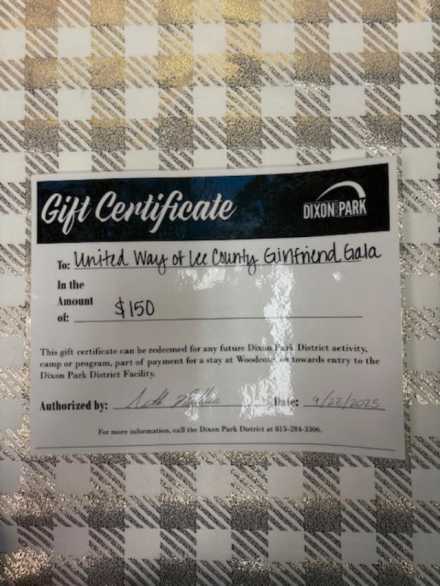 Gift Certificate
DIXON PARK
To: United Way of Lee County Girlfriend Gala
In the
Amount
of: $150
This gift certificate can be redeemed for any future Dixon Park District activity,
camp or program, part of payment for a stay at or towards entry to the
Dixon Park District Facility.
Authorized by: Date: 9/22/2025
For more information, call the Dixon Park District at 815-284-3306.